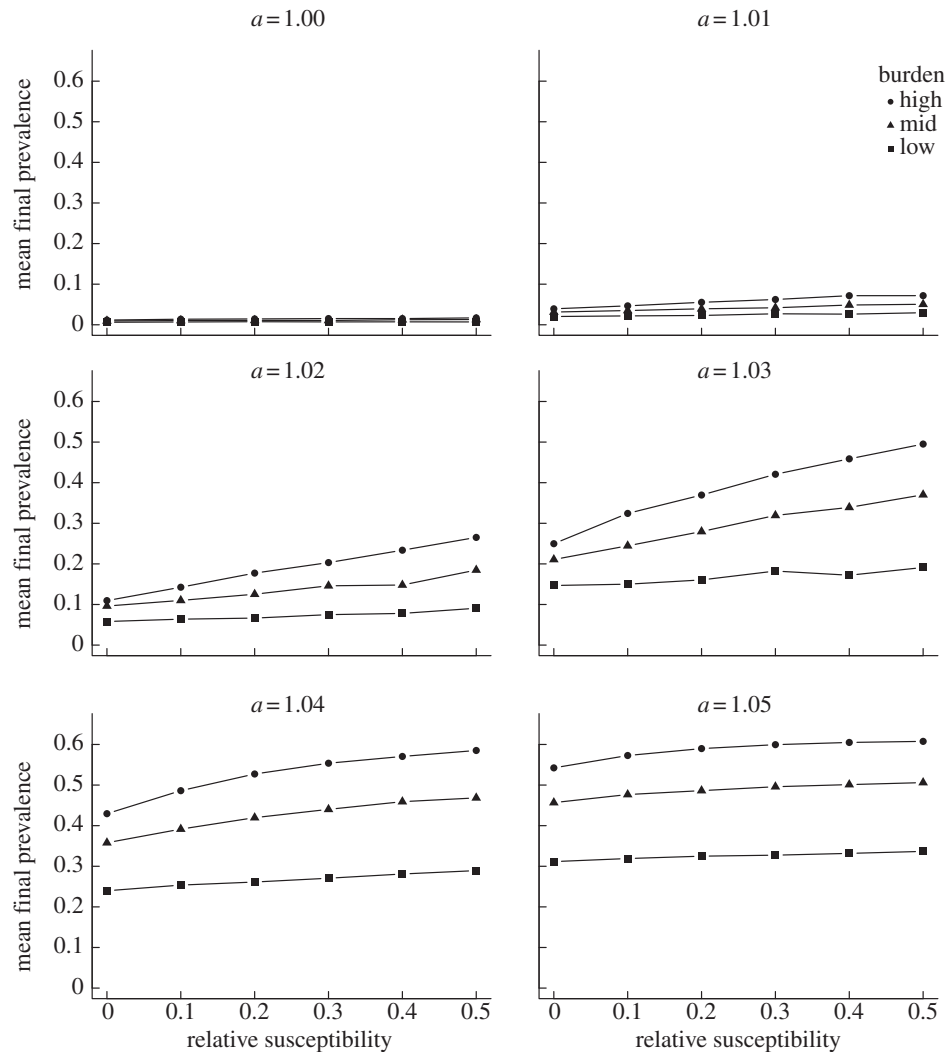 a = 1.00
a = 1.01
mean final prevalence
0.6
0.5
0.4
0.3
0.2
0.1
0
burden
high
mid
low
a = 1.02
a = 1.03
mean final prevalence
0.6
0.5
0.4
0.3
0.2
0.1
0
a = 1.04
a = 1.05
mean final prevalence
0.6
0.5
0.4
0.3
0.2
0.1
0
0 0.1 0.2 0.3 0.4 0.5
relative susceptibility
0 0.1 0.2 0.3 0.4 0.5
relative susceptibility